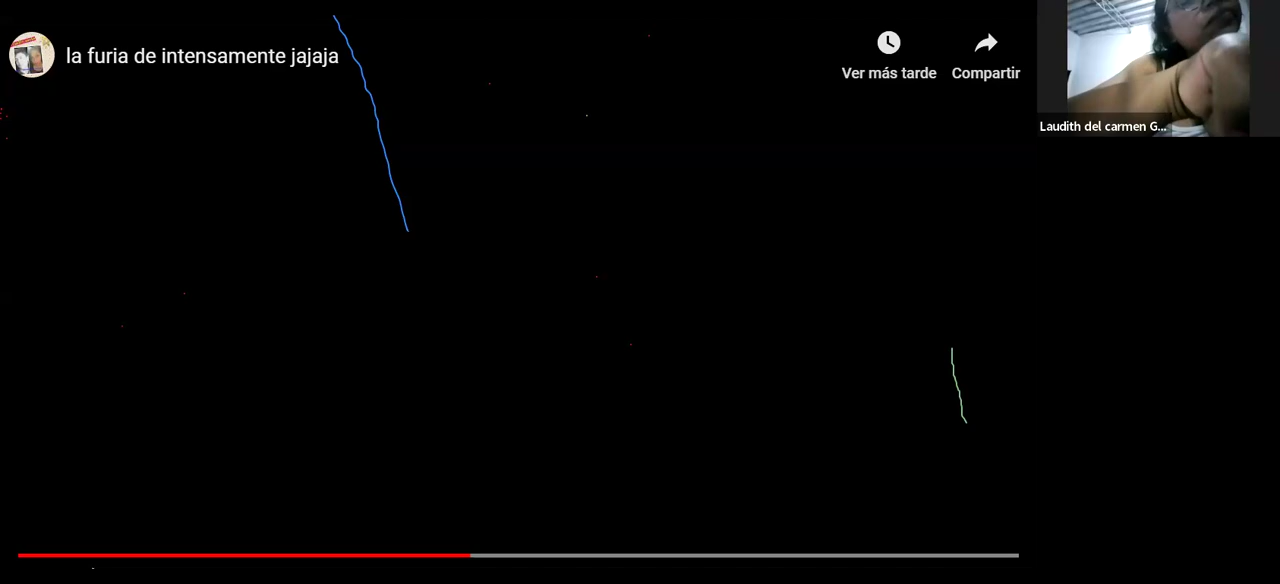 la furia de intensamente jajaja
Ver más tarde
Compartir
Laudith del carmen G...